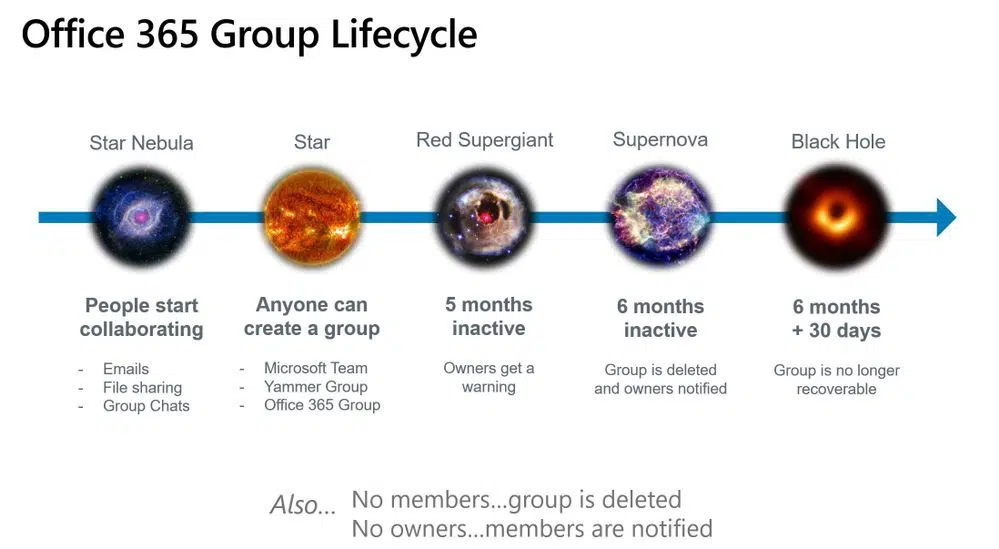 Office 365 Group Lifecycle
Star Nebula
Star
Red Supergiant
Supernova
Black Hole
People start
collaborating
- Emails
- File sharing
- Group Chats
Anyone can
create a group
- Microsoft Team
- Yammer Group
- Office 365 Group
5 months
inactive
Owners get a
warning
6 months
inactive
Group is deleted
and owners notified
6 months
+ 30 days
Group is no longer
recoverable
Also... No members...group is deleted
No owners...members are notified